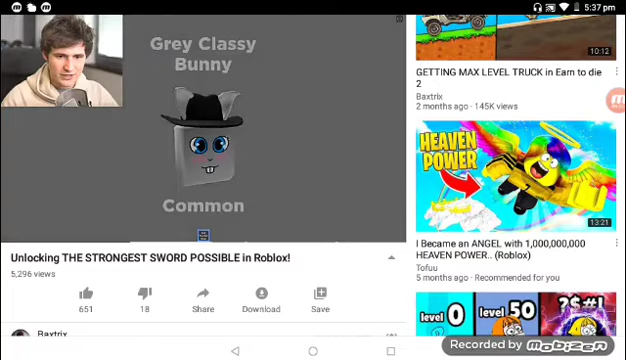 5:37 pm
Grey Classy
Bunny
Common
Unlocking THE STRONGEST SWORD POSSIBLE in Roblox!
5,296 views
651
18
Share
Download
Save
Baxtrix
10:12
GETTING MAX LEVEL TRUCK in Earn to die
2
Baxtrix
2 months ago · 145K views
HEAVEN
POWER
13:21
I Became an ANGEL with 1,000,000,000
HEAVEN POWER.. (Roblox)
Tofuu
5 months ago · Recommended for you
level 0
level 50
?$#!
Recorded by
Mobizen